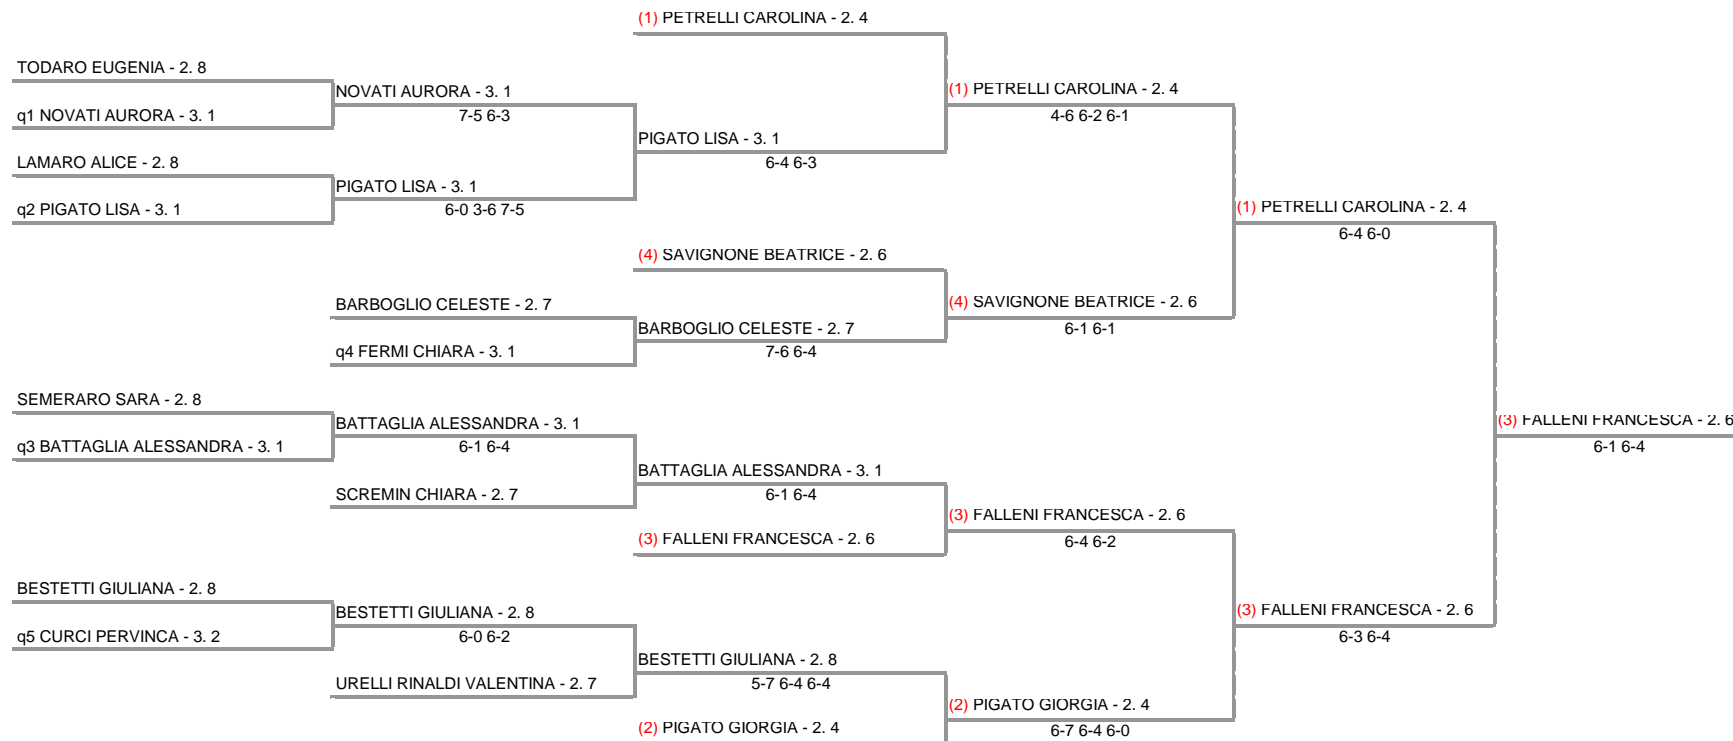 (1) PETRELLI CAROLINA - 2. 4
TODARO EUGENIA - 2. 8
NOVATI AURORA - 3. 1
(1) PETRELLI CAROLINA - 2. 4
q1 NOVATI AURORA - 3. 1
7-5 6-3
4-6 6-2 6-1
PIGATO LISA - 3. 1
LAMARO ALICE - 2. 8
6-4 6-3
PIGATO LISA - 3. 1
q2 PIGATO LISA - 3. 1
6-0 3-6 7-5
(1) PETRELLI CAROLINA - 2. 4
6-4 6-0
(4) SAVIGNONE BEATRICE - 2. 6
BARBOGLIO CELESTE - 2. 7
(4) SAVIGNONE BEATRICE - 2. 6
BARBOGLIO CELESTE - 2. 7
6-1 6-1
q4 FERMI CHIARA - 3. 1
7-6 6-4
SEMERARO SARA - 2. 8
BATTAGLIA ALESSANDRA - 3. 1
(3) FALLENI FRANCESCA - 2. 6
q3 BATTAGLIA ALESSANDRA - 3. 1
6-1 6-4
6-1 6-4
BATTAGLIA ALESSANDRA - 3. 1
SCREMIN CHIARA - 2. 7
6-1 6-4
(3) FALLENI FRANCESCA - 2. 6
(3) FALLENI FRANCESCA - 2. 6
6-4 6-2
BESTETTI GIULIANA - 2. 8
BESTETTI GIULIANA - 2. 8
(3) FALLENI FRANCESCA - 2. 6
q5 CURCI PERVINCA - 3. 2
6-0 6-2
6-3 6-4
BESTETTI GIULIANA - 2. 8
URELLI RINALDI VALENTINA - 2. 7
5-7 6-4 6-4
(2) PIGATO GIORGIA - 2. 4
(2) PIGATO GIORGIA - 2. 4
6-7 6-4 6-0